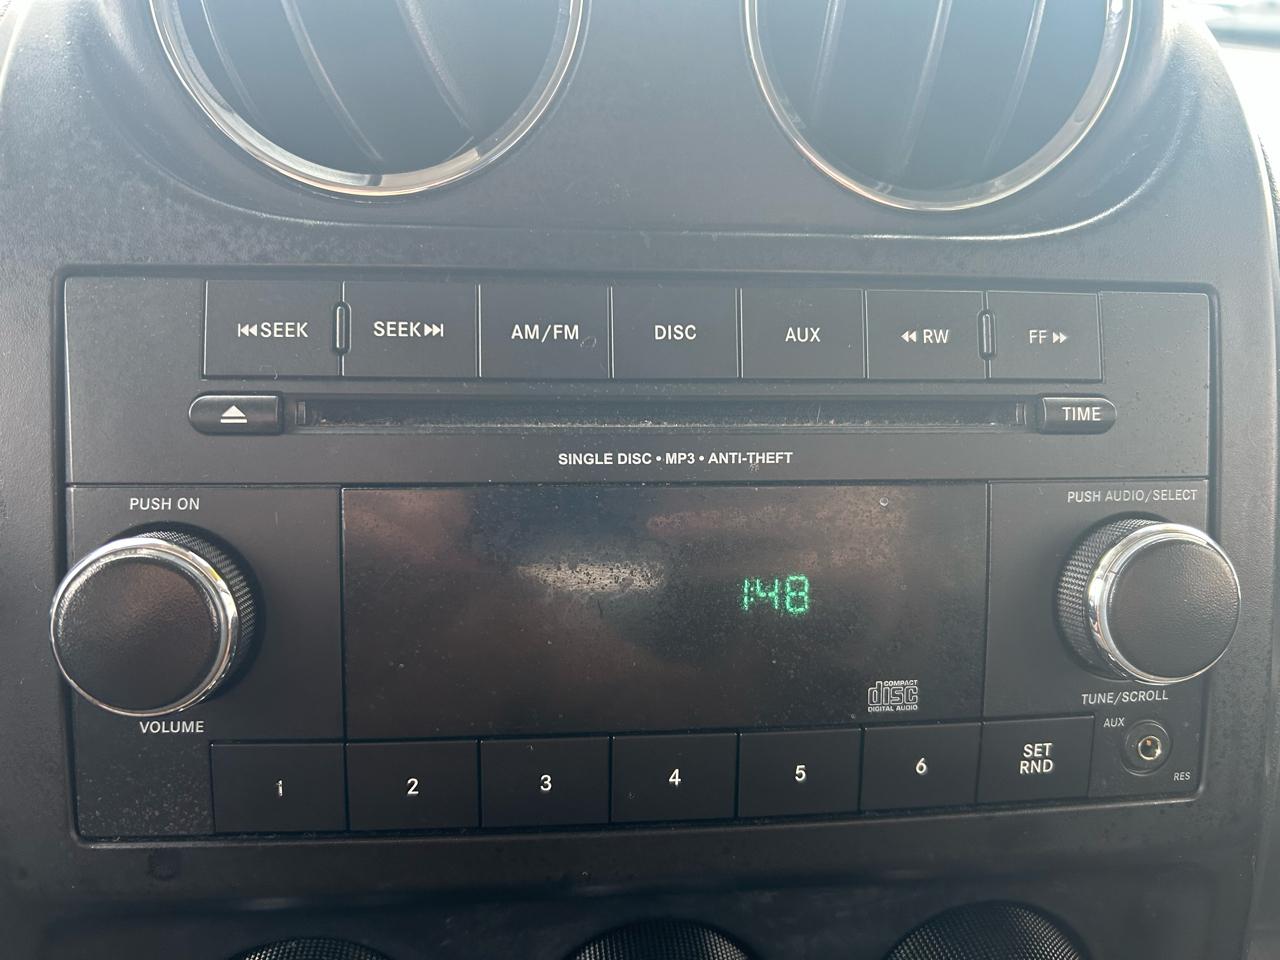 SEEK SEEK AM/FM DISC AUX RW FF
TIME
SINGLE DISC • MP3 • ANTI-THEFT
PUSH ON PUSH AUDIO/SELECT
1:48
COMPACT
disc
DIGITAL AUDIO
VOLUME TUNE/SCROLL
AUX
RES
1 2 3 4 5 6 SET
RND